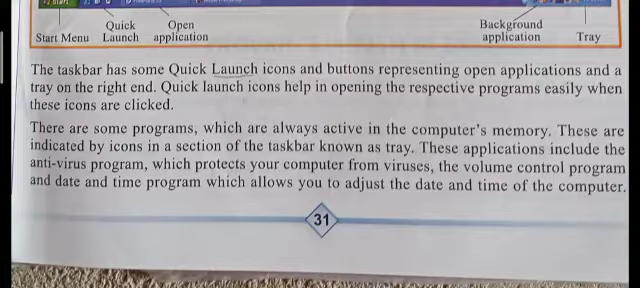 Start
Quick Open Background
Start Menu Launch application application Tray
The taskbar has some Quick Launch icons and buttons representing open applications and a
tray on the right end. Quick launch icons help in opening the respective programs easily when
these icons are clicked.
There are some programs, which are always active in the computer's memory. These are
indicated by icons in a section of the taskbar known as tray. These applications include the
anti-virus program, which protects your computer from viruses, the volume control program
and date and time program which allows you to adjust the date and time of the computer.
31